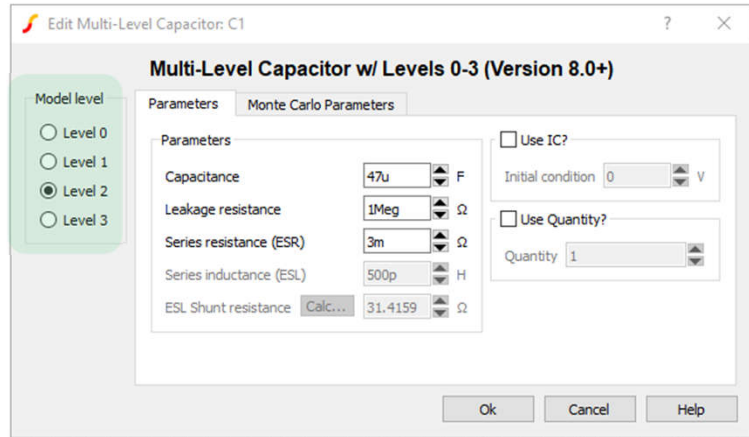 Edit Multi-Level Capacitor: C1
?
Multi-Level Capacitor w/ Levels 0-3 (Version 8.0+)
Model level
Level 0
Level 1
Level 2
Level 3
Parameters
Monte Carlo Parameters
Parameters
Capacitance 47u F
Leakage resistance 1Meg Ω
Series resistance (ESR) 3m Ω
Series inductance (ESL) 500p H
ESL Shunt resistance Calc... 31.4159 Ω
Use IC?
Initial condition 0 V
Use Quantity?
Quantity 1
Ok Cancel Help